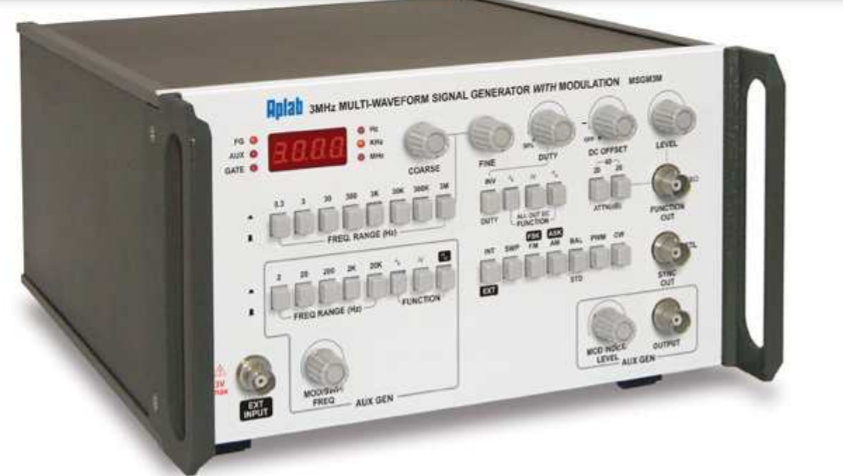 Aplab 3MHz MULTI-WAVEFORM SIGNAL GENERATOR WITH MODULATION MSGM3M
FG
AUX
GATE
3.000
Hz
KHz
MHz
COARSE
FINE
DUTY
OFF
DC OFFSET
LEVEL
0.3 3 30 300 3K 30K 300K 3M
FREQ. RANGE (Hz)
INV
DUTY
ALL OUT DC
FUNCTION
40
20 20
ATTN(dB)
FUNCTION
OUT
2 20 200 2K 20K
FREQ RANGE (Hz)
FUNCTION
FSK ASK
INT SWP FM AM BAL PWM CW
EXT
STD
SYNC
OUT
MOD INDEX/
LEVEL
OUTPUT
AUX GEN
3V
max
EXT
INPUT
FREQ
AUX GEN